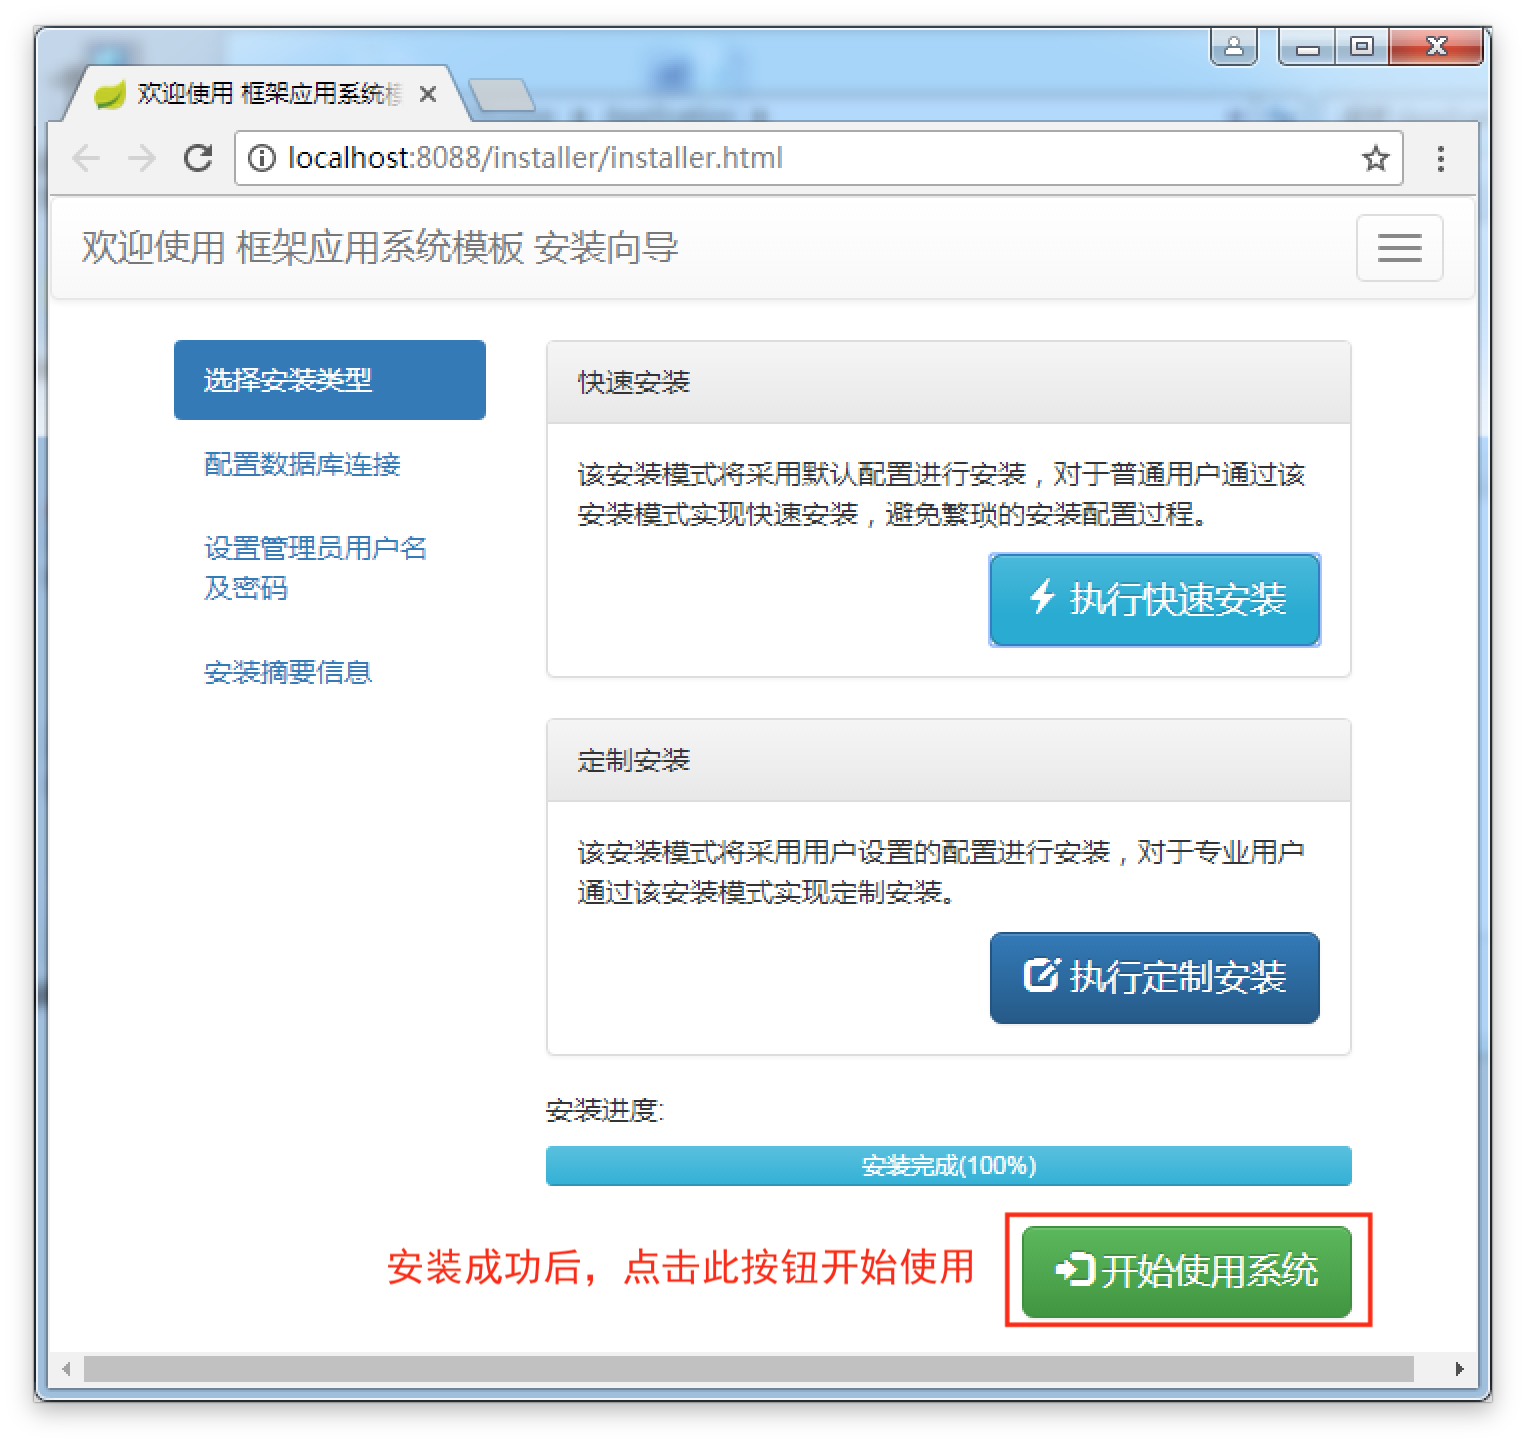 欢迎使用 框架应用系统模
localhost:8088/installer/installer.html
欢迎使用 框架应用系统模板 安装向导
选择安装类型
配置数据库连接
设置管理员用户名
及密码
安装摘要信息
快速安装
该安装模式将采用默认配置进行安装，对于普通用户通过该
安装模式实现快速安装，避免繁琐的安装配置过程。
执行快速安装
定制安装
该安装模式将采用用户设置的配置进行安装，对于专业用户
通过该安装模式实现定制安装。
执行定制安装
安装进度:
安装完成(100%)
安装成功后，点击此按钮开始使用
开始使用系统